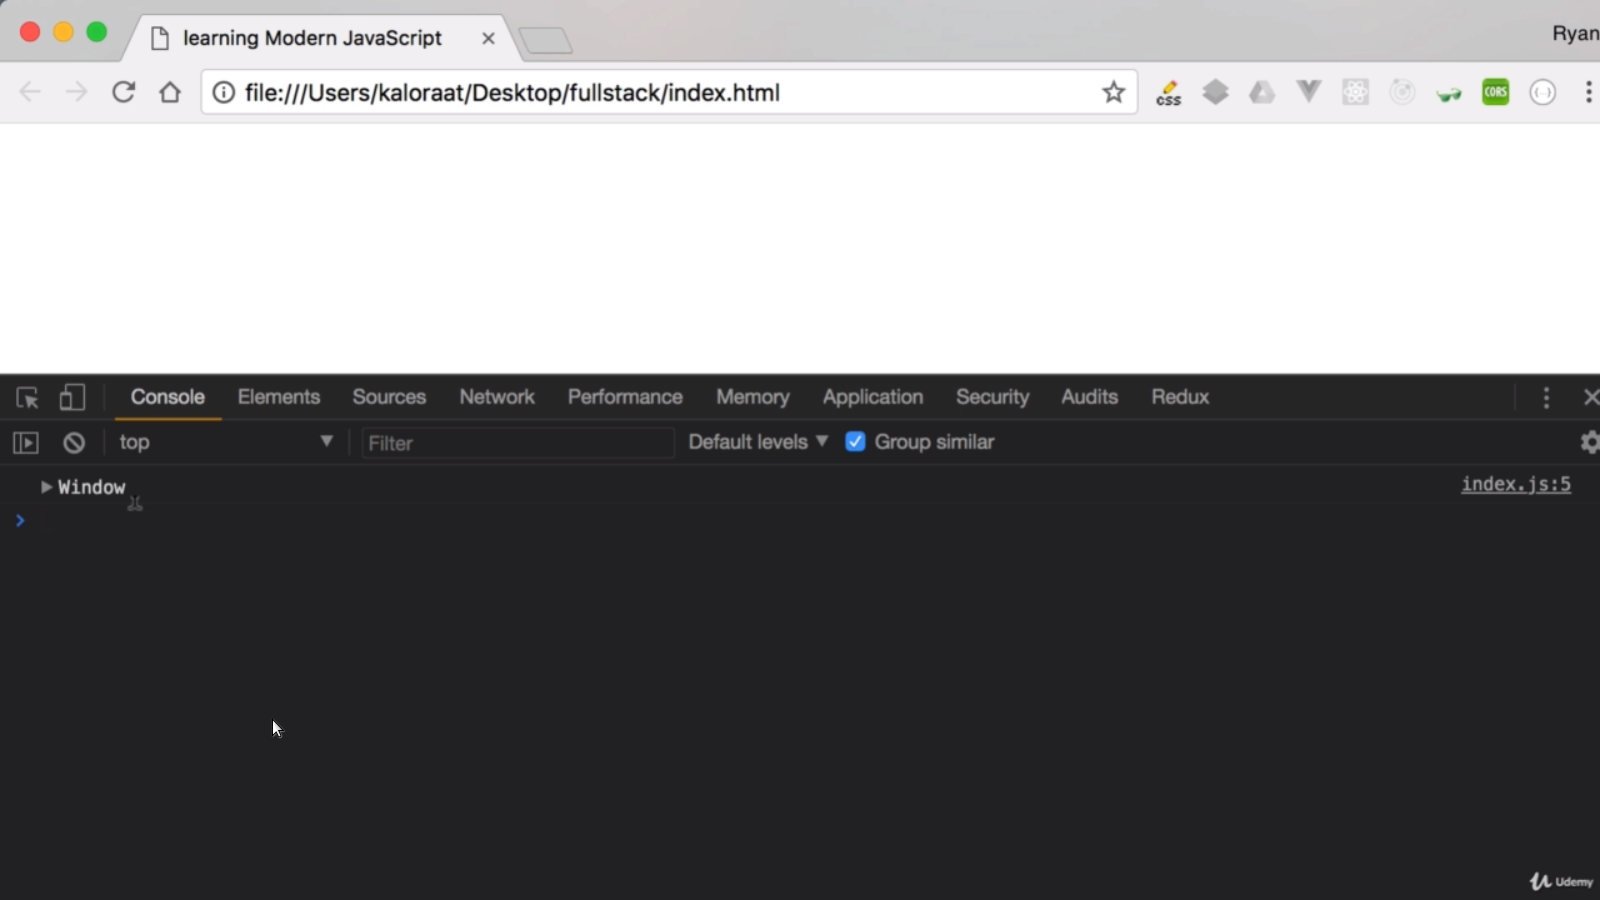 learning Modern JavaScript
Ryan
file:///Users/kaloraat/Desktop/fullstack/index.html
css
CORS
Console Elements Sources Network Performance Memory Application Security Audits Redux
top Filter Default levels Group similar
Window index.js:5
Udemy